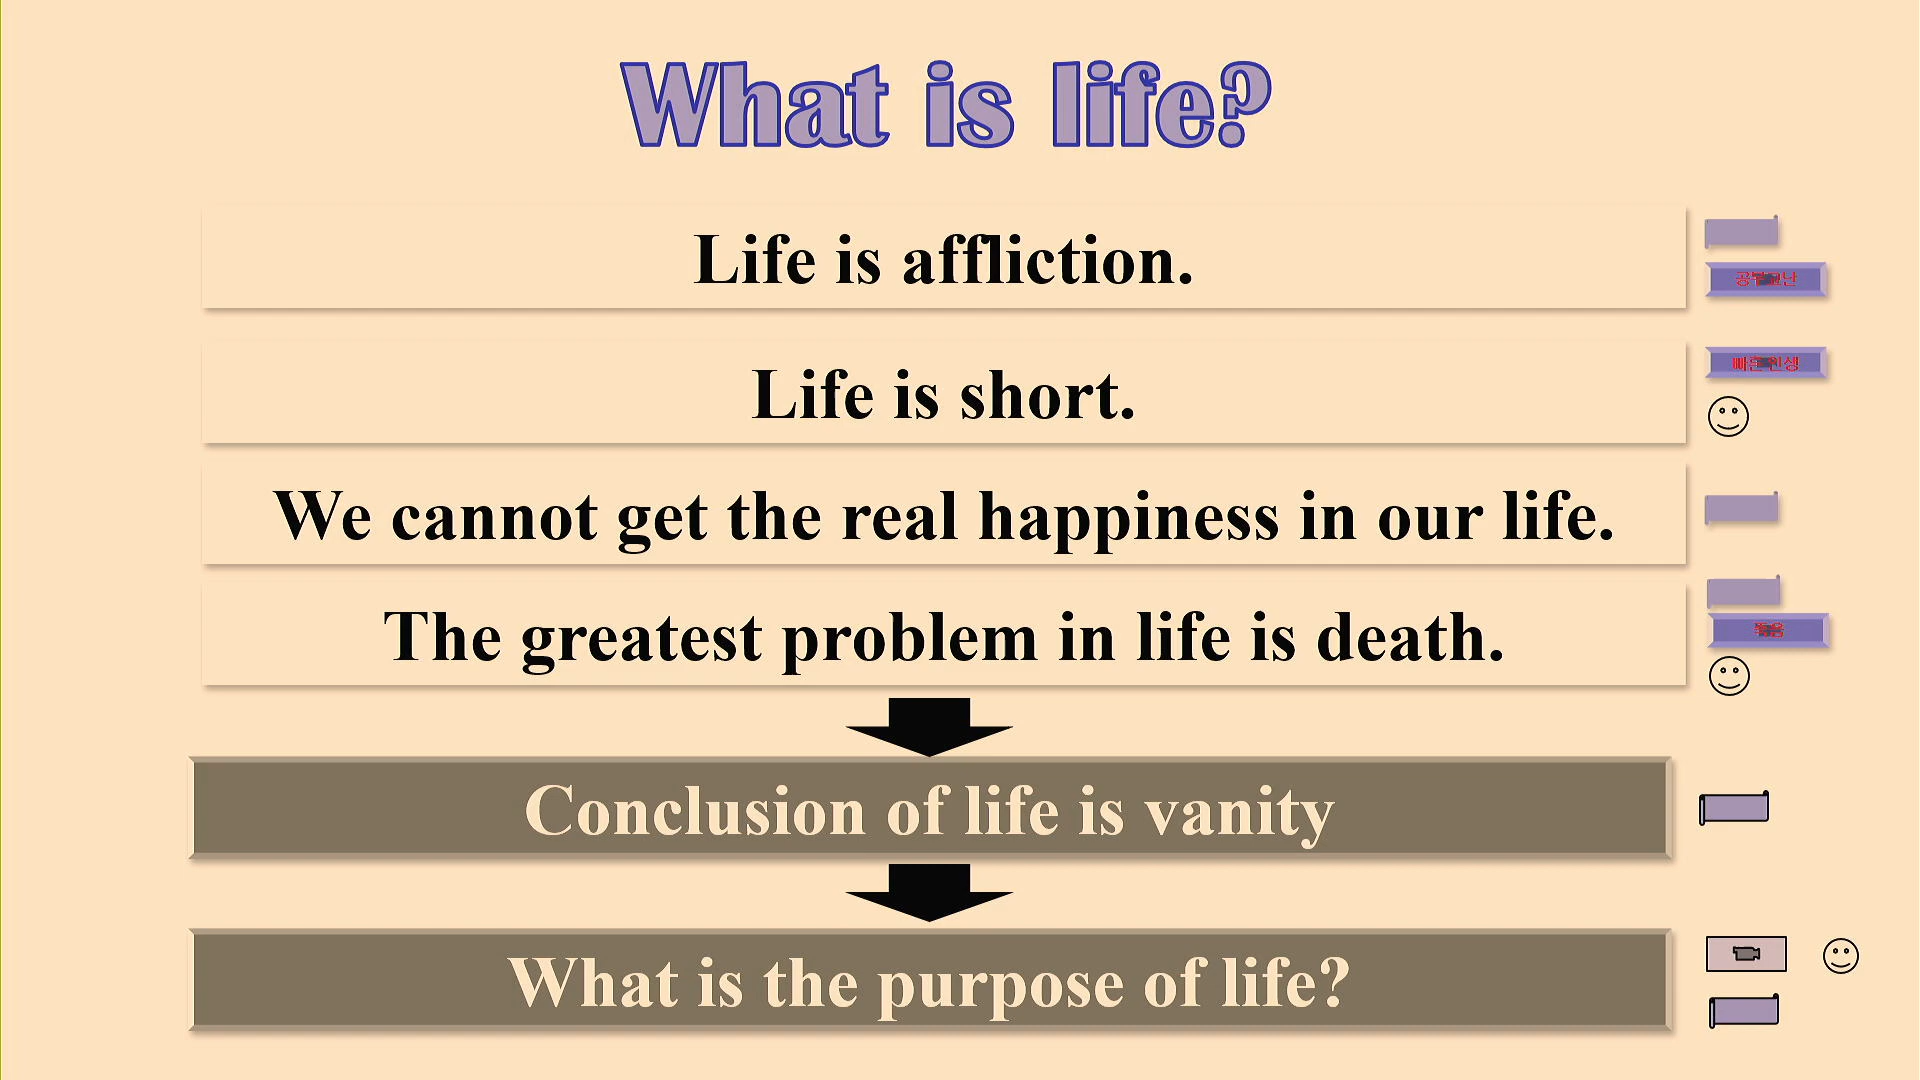 What is life?
Life is affliction.
Life is short.
We cannot get the real happiness in our life.
The greatest problem in life is death.
Conclusion of life is vanity
What is the purpose of life?